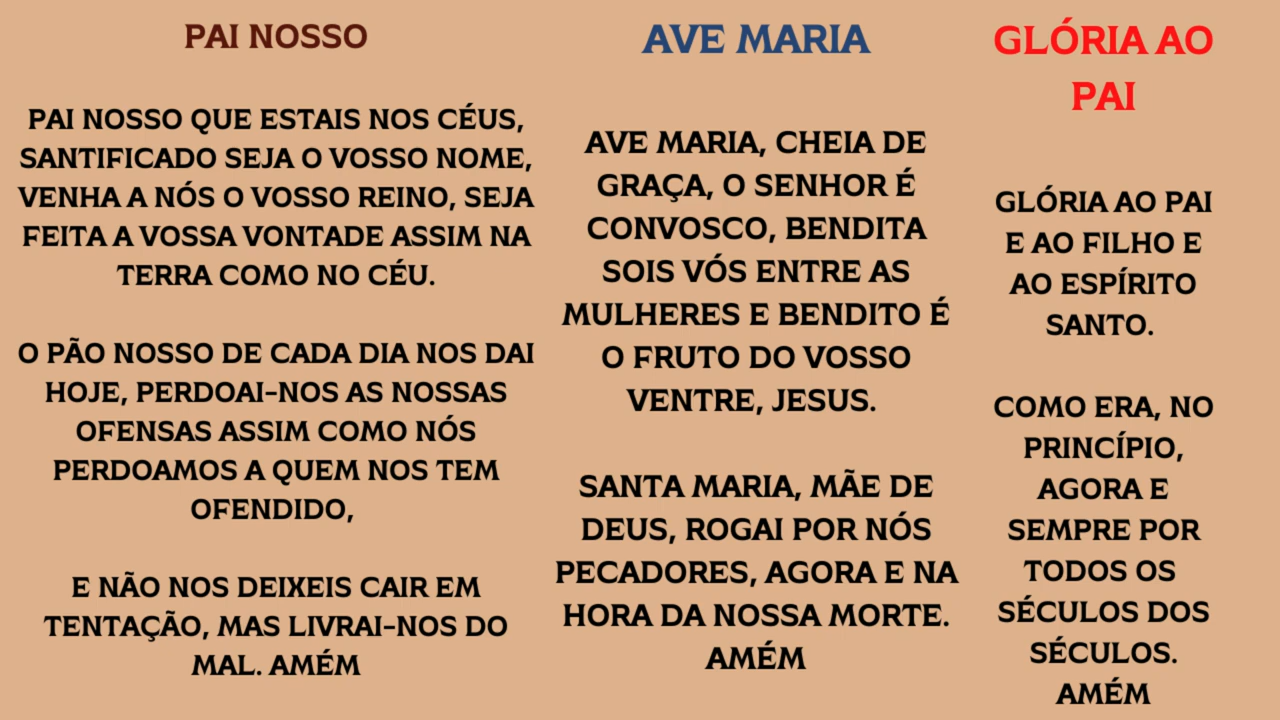 PAI NOSSO
PAI NOSSO QUE ESTAIS NOS CÉUS,
SANTIFICADO SEJA O VOSSO NOME,
VENHA A NÓS O VOSSO REINO, SEJA
FEITA A VOSSA VONTADE ASSIM NA
TERRA COMO NO CÉU.
O PÃO NOSSO DE CADA DIA NOS DAI
HOJE, PERDOAI-NOS AS NOSSAS
OFENSAS ASSIM COMO NÓS
PERDOAMOS A QUEM NOS TEM
OFENDIDO,
E NÃO NOS DEIXEIS CAIR EM
TENTAÇÃO, MAS LIVRAI-NOS DO
MAL. AMÉM
AVE MARIA
AVE MARIA, CHEIA DE
GRAÇA, O SENHOR É
CONVOSCO, BENDITA
SOIS VÓS ENTRE AS
MULHERES E BENDITO É
O FRUTO DO VOSSO
VENTRE, JESUS.
SANTA MARIA, MÃE DE
DEUS, ROGAI POR NÓS
PECADORES, AGORA E NA
HORA DA NOSSA MORTE.
AMÉM
GLÓRIA AO
PAI
GLÓRIA AO PAI
E AO FILHO E
AO ESPÍRITO
SANTO.
COMO ERA, NO
PRINCÍPIO,
AGORA E
SEMPRE POR
TODOS OS
SÉCULOS DOS
SÉCULOS.
AMÉM